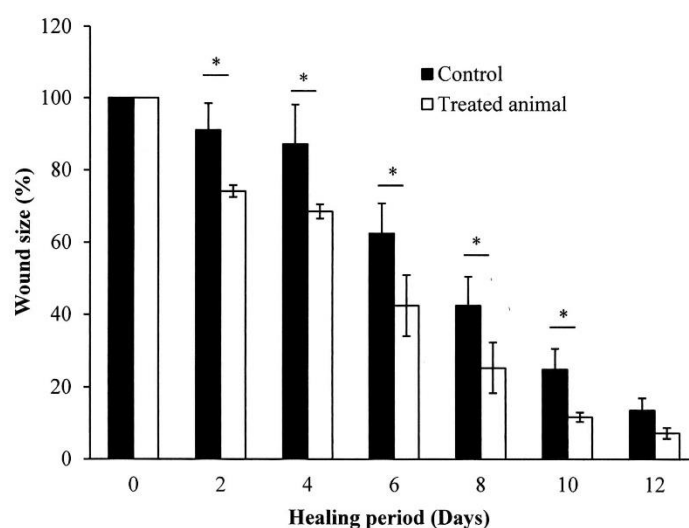 120
100
80
60
40
20
0
Wound size (%)
* * * * *
Control
Treated animal
0 2 4 6 8 10 12
Healing period (Days)